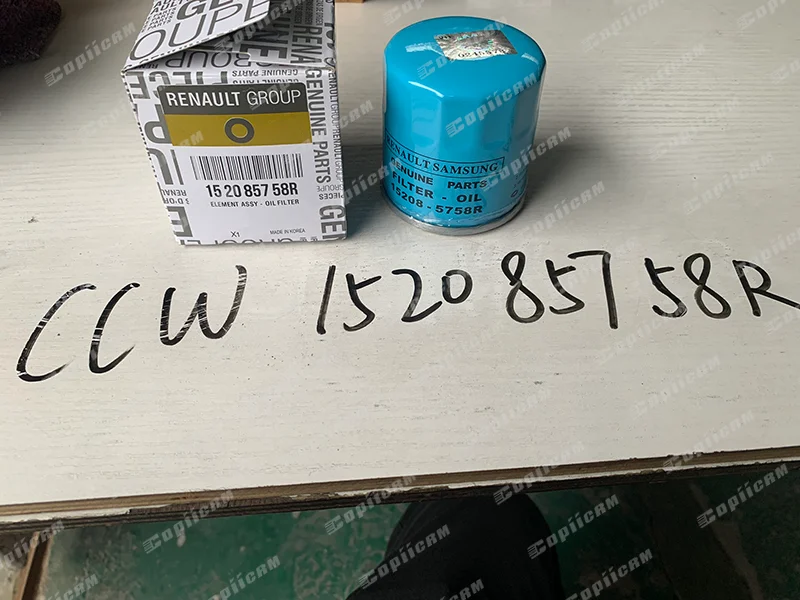 RENAULT GROUP
15 20 857 58R
ELEMENT ASSY - OIL FILTER
X1
MADE IN KOREA
GENUINE PARTS
RENAULT SAMSUNG
GENUINE PARTS
FILTER - OIL
15208 - 5758R
CCW 152085758R
Copiicam